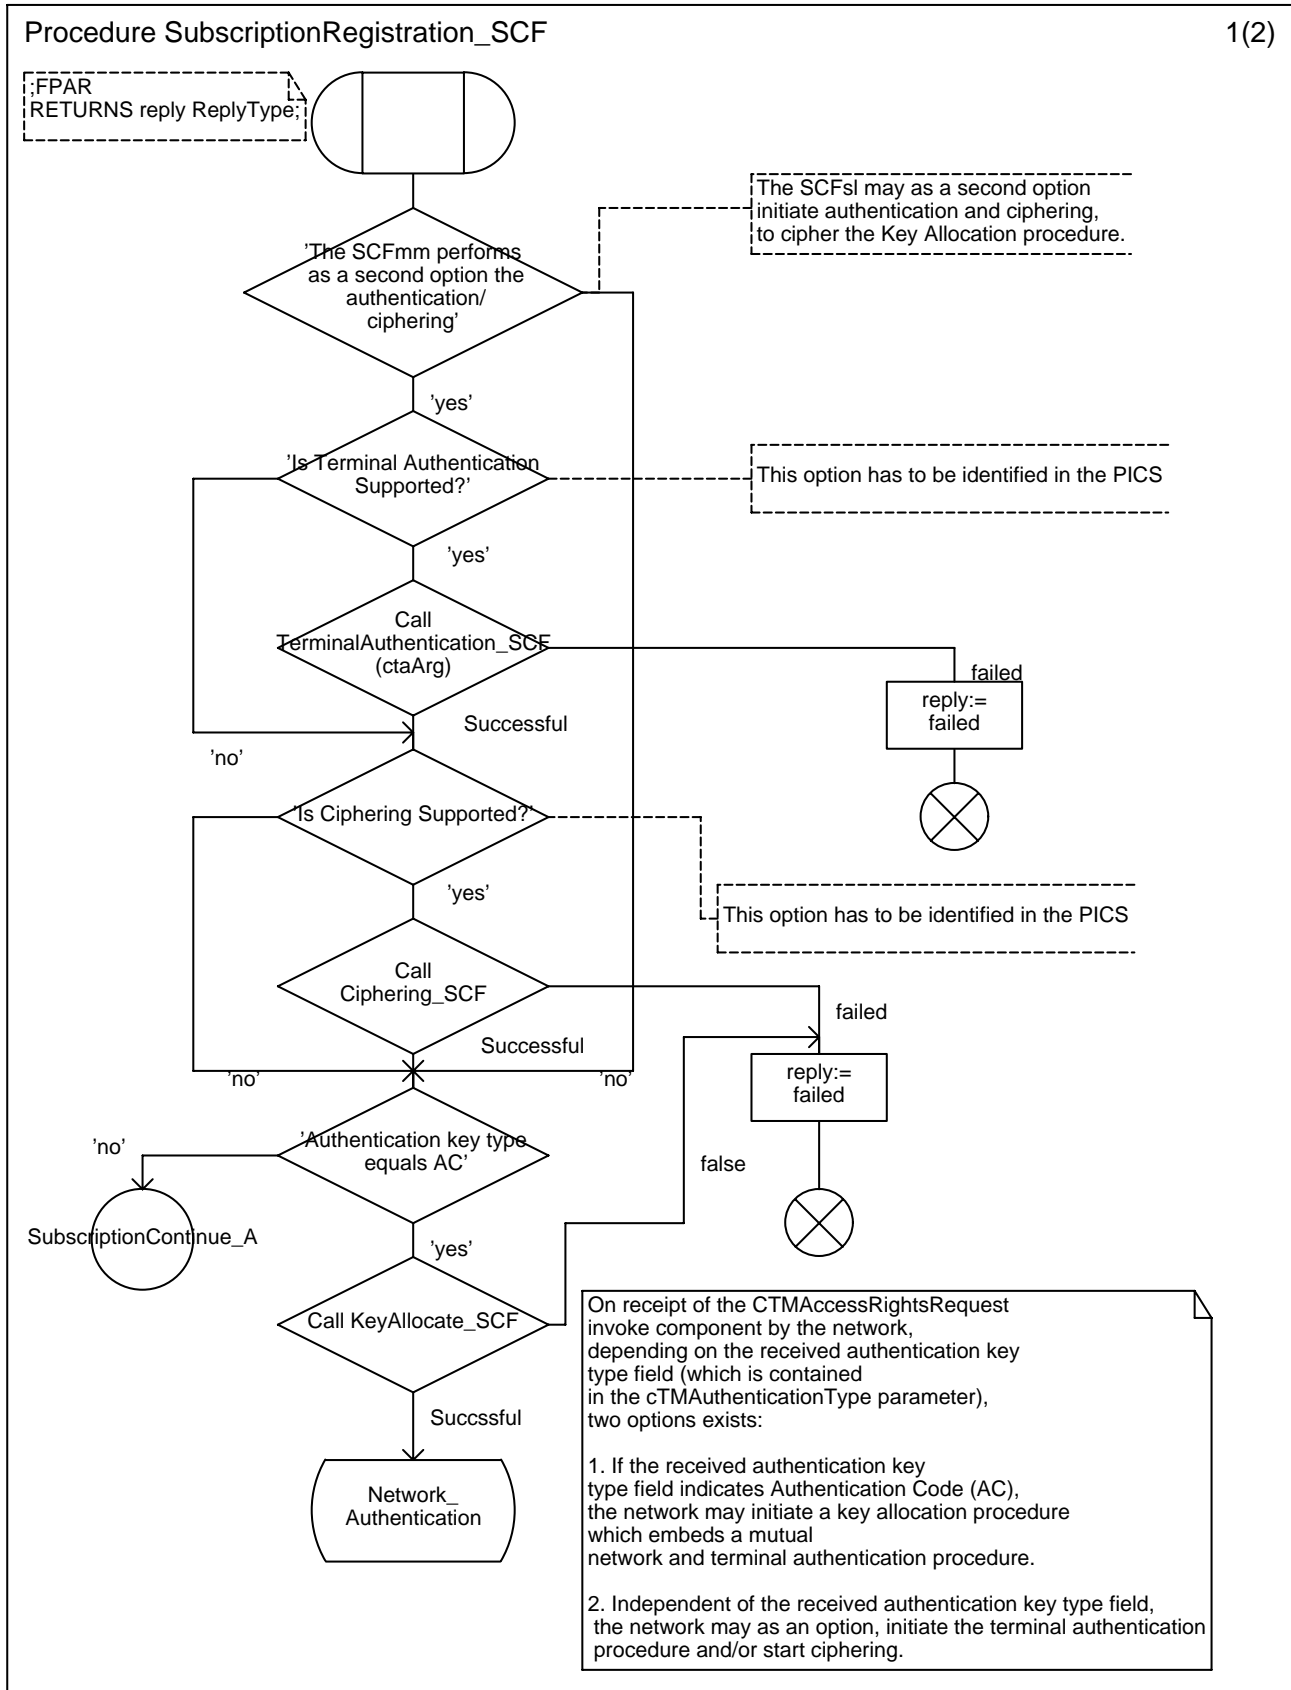 Procedure SubscriptionRegistration_SCF
1(2)
;FPAR
RETURNS reply ReplyType;
The SCFsl may as a second option
initiate authentication and ciphering,
to cipher the Key Allocation procedure.
'The SCFmm performs
as a second option the
authentication/
ciphering'
'yes'
'Is Terminal Authentication
Supported?'
This option has to be identified in the PICS
'yes'
Call
TerminalAuthentication_SCF
(ctaArg)
failed
reply:=
failed
Successful
'no'
'Is Ciphering Supported?'
'yes'
This option has to be identified in the PICS
Call
Ciphering_SCF
failed
Successful
'no'
'no'
reply:=
failed
'Authentication key type
equals AC'
'no'
false
SubscriptionContinue_A
'yes'
Call KeyAllocate_SCF
Succssful
Network_
Authentication
On receipt of the CTMAccessRightsRequest
invoke component by the network,
depending on the received authentication key
type field (which is contained
in the cTMAuthenticationType parameter),
two options exists:
1. If the received authentication key
type field indicates Authentication Code (AC),
the network may initiate a key allocation procedure
which embeds a mutual
network and terminal authentication procedure.
2. Independent of the received authentication key type field,
the network may as an option, initiate the terminal authentication
procedure and/or start ciphering.